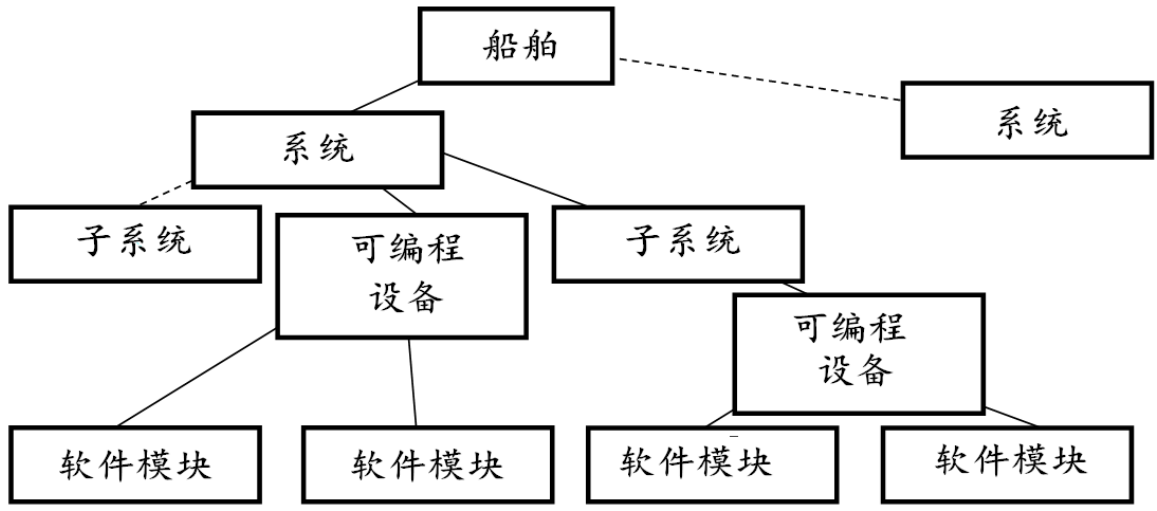 船舶
系统
系统
子系统
可编程
设备
子系统
可编程
设备
软件模块
软件模块
软件模块
软件模块